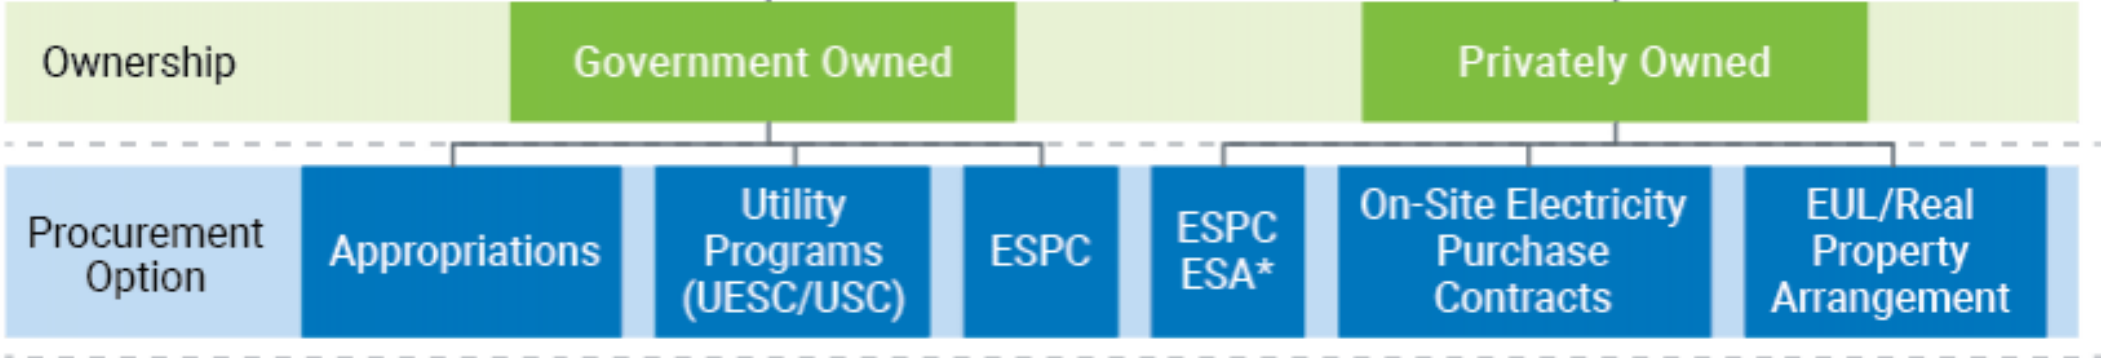 Ownership
Government Owned
Privately Owned
Procurement
Option
Appropriations
Utility
Programs
(UESC/USC)
ESPC
ESPC
ESA*
On-Site Electricity
Purchase
Contracts
EUL/Real
Property
Arrangement